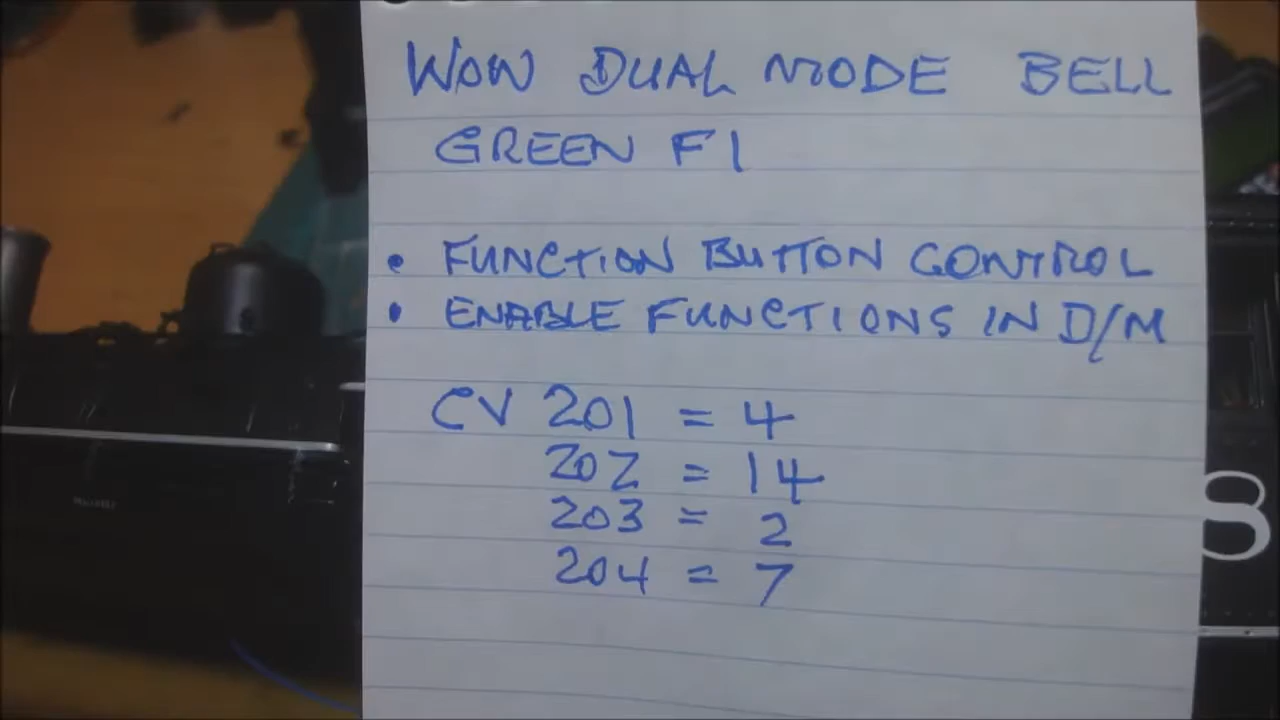 WOW DUAL MODE BELL
GREEN F1
• FUNCTION BUTTON CONTROL
• ENABLE FUNCTIONS IN D/M
CV 201 = 4
202 = 14
203 = 2
204 = 7
8